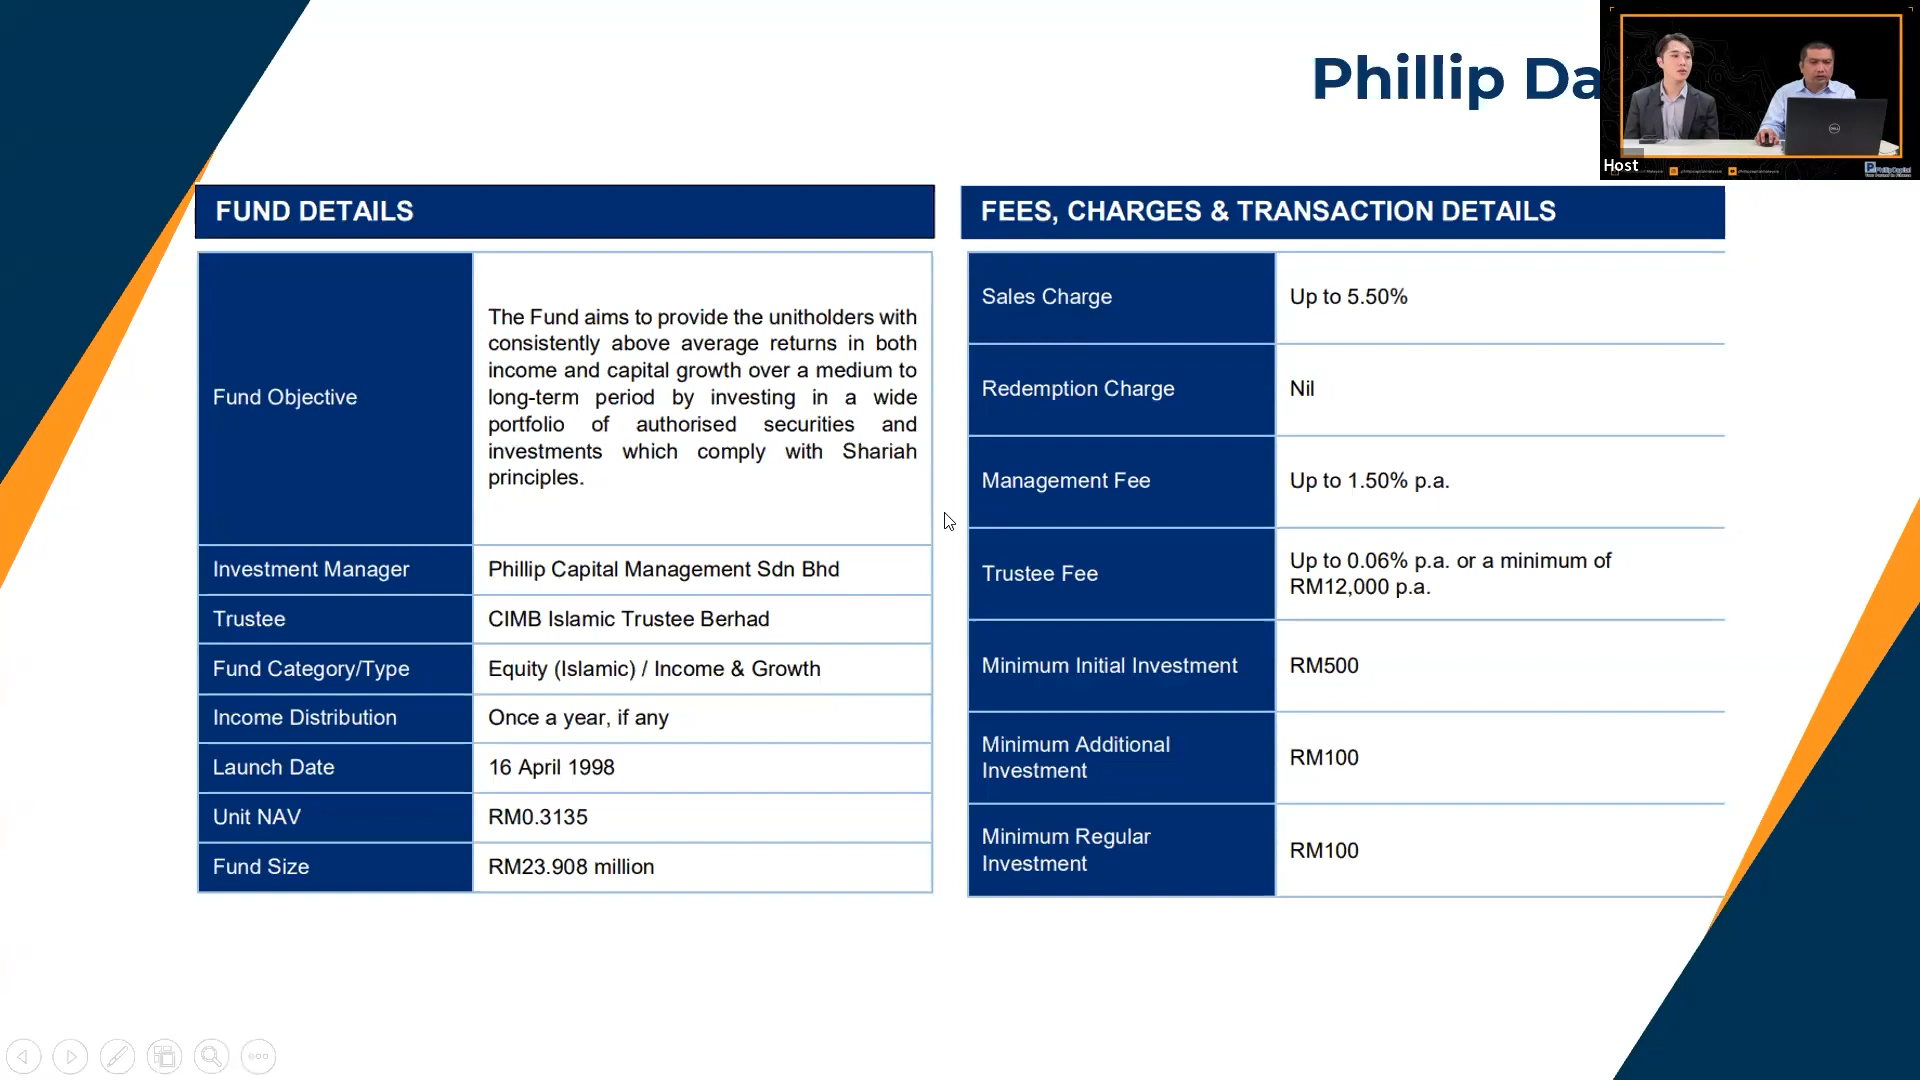 Phillip Da
Host
PhillipCapital
FUND DETAILS
Fund Objective
The Fund aims to provide the unitholders with
consistently above average returns in both
income and capital growth over a medium to
long-term period by investing in a wide
portfolio of authorised securities and
investments which comply with Shariah
principles.
Investment Manager
Phillip Capital Management Sdn Bhd
Trustee
CIMB Islamic Trustee Berhad
Fund Category/Type
Equity (Islamic) / Income & Growth
Income Distribution
Once a year, if any
Launch Date
16 April 1998
Unit NAV
RM0.3135
Fund Size
RM23.908 million
FEES, CHARGES & TRANSACTION DETAILS
Sales Charge
Up to 5.50%
Redemption Charge
Nil
Management Fee
Up to 1.50% p.a.
Trustee Fee
Up to 0.06% p.a. or a minimum of
RM12,000 p.a.
Minimum Initial Investment
RM500
Minimum Additional
Investment
RM100
Minimum Regular
Investment
RM100